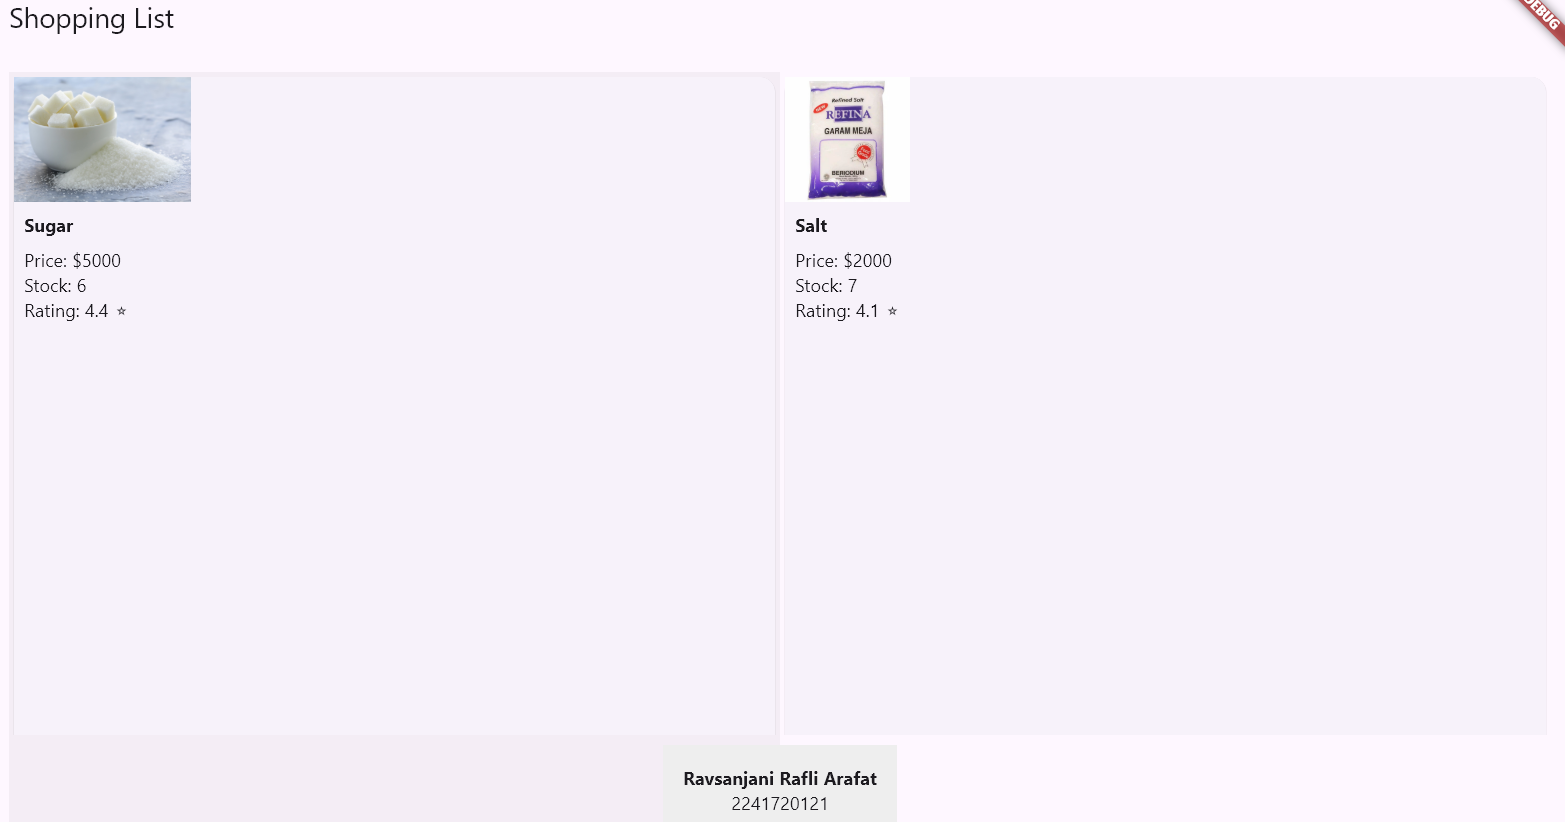 Shopping List
DEBUG
Sugar
Price: $5000
Stock: 6
Rating: 4.4 ⭐
Refined Salt
NEW
REFINA
GARAM MEJA
BERIODIUM
Salt
Price: $2000
Stock: 7
Rating: 4.1 ⭐
Ravsanjani Rafli Arafat
2241720121